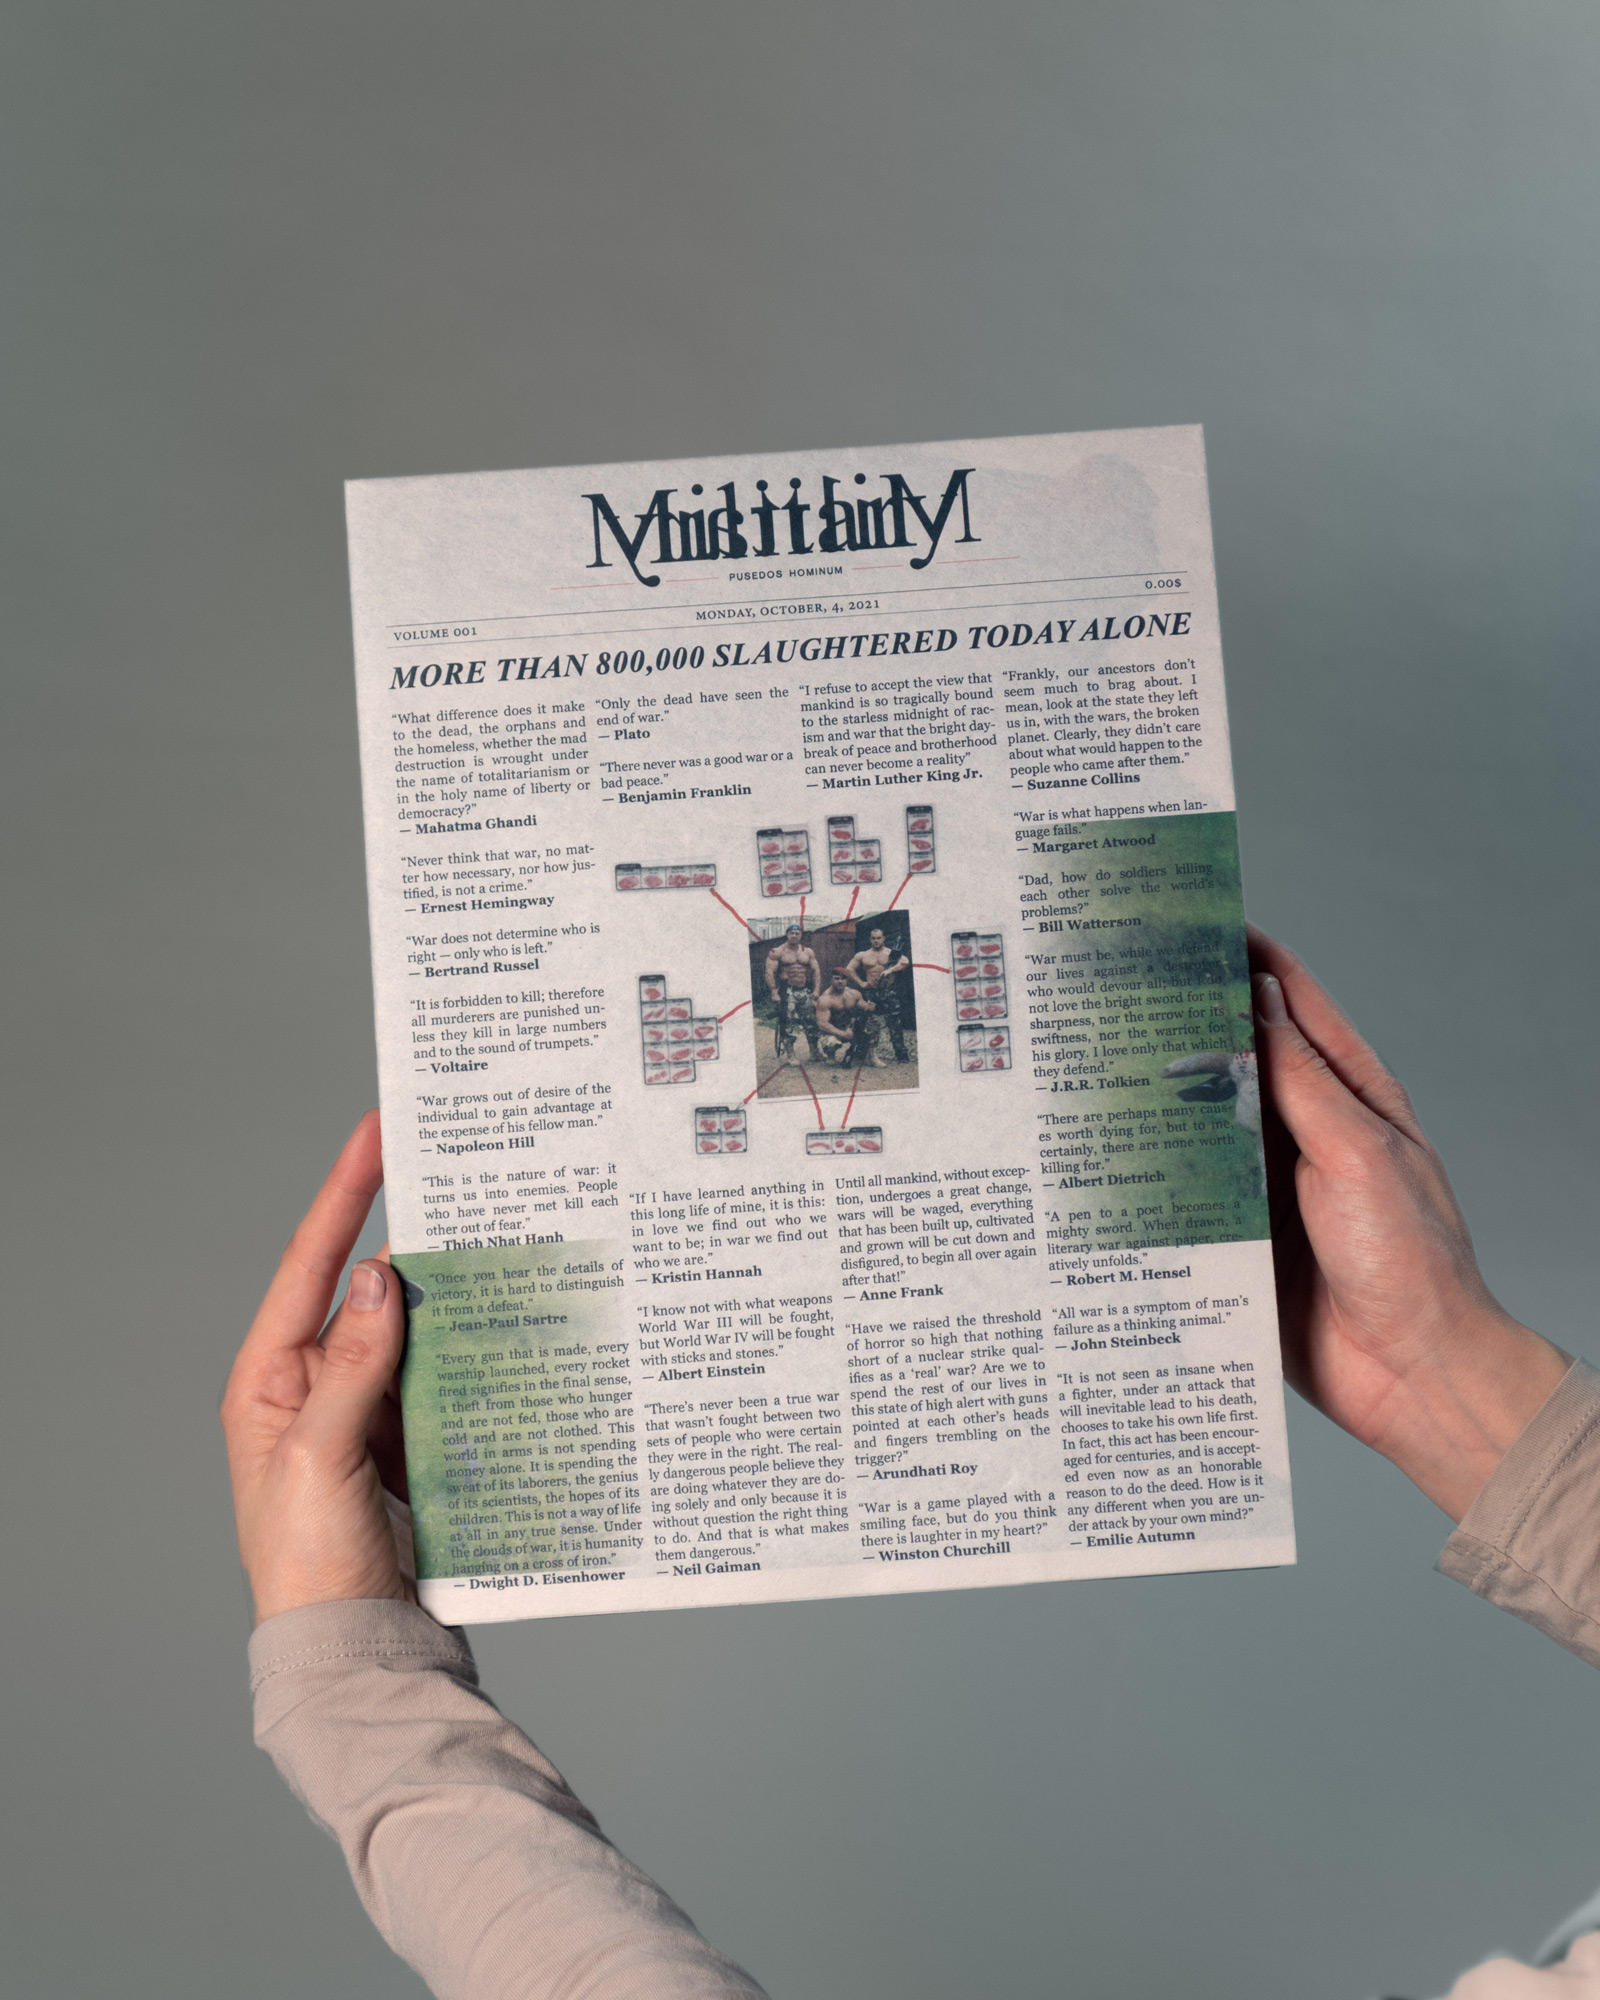 PUSEDOS HOMINUM
VOLUME 001
MONDAY, OCTOBER, 4, 2021
0.00$
MORE THAN 800,000 SLAUGHTERED TODAY ALONE
“What difference does it make
to the dead, the orphans and
the homeless, whether the mad
destruction is wrought under
the name of totalitarianism or
in the holy name of liberty or
democracy?”
— Mahatma Ghandi
“Never think that war, no mat-
ter how necessary, nor how jus-
tified, is not a crime.”
— Ernest Hemingway
“War does not determine who is
right — only who is left.”
— Bertrand Russel
“It is forbidden to kill; therefore
all murderers are punished un-
less they kill in large numbers
and to the sound of trumpets.”
— Voltaire
“War grows out of desire of the
individual to gain advantage at
the expense of his fellow man.”
— Napoleon Hill
“This is the nature of war: it
turns us into enemies. People
who have never met kill each
other out of fear.”
— Thich Nhat Hanh
“Once you hear the details of
victory, it is hard to distinguish
it from a defeat.”
— Jean-Paul Sartre
“Every gun that is made, every
warship launched, every rocket
fired signifies in the final sense,
a theft from those who hunger
and are not fed, those who are
cold and are not clothed. This
world in arms is not spending
money alone. It is spending the
sweat of its laborers, the genius
of its scientists, the hopes of its
children. This is not a way of life
at all in any true sense. Under
the clouds of war, it is humanity
hanging on a cross of iron.”
— Dwight D. Eisenhower
“Only the dead have seen the
end of war.”
— Plato
“There never was a good war or a
bad peace.”
— Benjamin Franklin
“If I have learned anything in
this long life of mine, it is this:
in love we find out who we
want to be; in war we find out
who we are.”
— Kristin Hannah
“I know not with what weapons
World War III will be fought,
but World War IV will be fought
with sticks and stones.”
— Albert Einstein
“There’s never been a true war
that wasn’t fought between two
sets of people who were certain
they were in the right. The real-
ly dangerous people believe they
are doing whatever they are do-
ing solely and only because it is
without question the right thing
to do. And that is what makes
them dangerous.”
— Neil Gaiman
“I refuse to accept the view that
mankind is so tragically bound
to the starless midnight of rac-
ism and war that the bright day-
break of peace and brotherhood
can never become a reality”
— Martin Luther King Jr.
Until all mankind, without excep-
tion, undergoes a great change,
wars will be waged, everything
that has been built up, cultivated
and grown will be cut down and
disfigured, to begin all over again
after that!”
— Anne Frank
“Have we raised the threshold
of horror so high that nothing
short of a nuclear strike qual-
ifies as a ‘real’ war? Are we to
spend the rest of our lives in
this state of high alert with guns
pointed at each other’s heads
and fingers trembling on the
trigger?”
— Arundhati Roy
“War is a game played with a
smiling face, but do you think
there is laughter in my heart?”
— Winston Churchill
“Frankly, our ancestors don’t
seem much to brag about. I
mean, look at the state they left
us in, with the wars, the broken
planet. Clearly, they didn’t care
about what would happen to the
people who came after them.”
— Suzanne Collins
“War is what happens when lan-
guage fails.”
— Margaret Atwood
“Dad, how do soldiers killing
each other solve the world’s
problems?”
— Bill Watterson
“War must be, while we defend
our lives against a destroyer
who would devour all; but I do
not love the bright sword for its
sharpness, nor the arrow for its
swiftness, nor the warrior for
his glory. I love only that which
they defend.”
— J.R.R. Tolkien
“There are perhaps many caus-
es worth dying for, but to me,
certainly, there are none worth
killing for.”
— Albert Dietrich
“A pen to a poet becomes a
mighty sword. When drawn, a
literary war against paper, cre-
atively unfolds.”
— Robert M. Hensel
“All war is a symptom of man’s
failure as a thinking animal.”
— John Steinbeck
“It is not seen as insane when
a fighter, under an attack that
will inevitable lead to his death,
chooses to take his own life first.
In fact, this act has been encour-
aged for centuries, and is accept-
ed even now as an honorable
reason to do the deed. How is it
any different when you are un-
der attack by your own mind?”
— Emilie Autumn